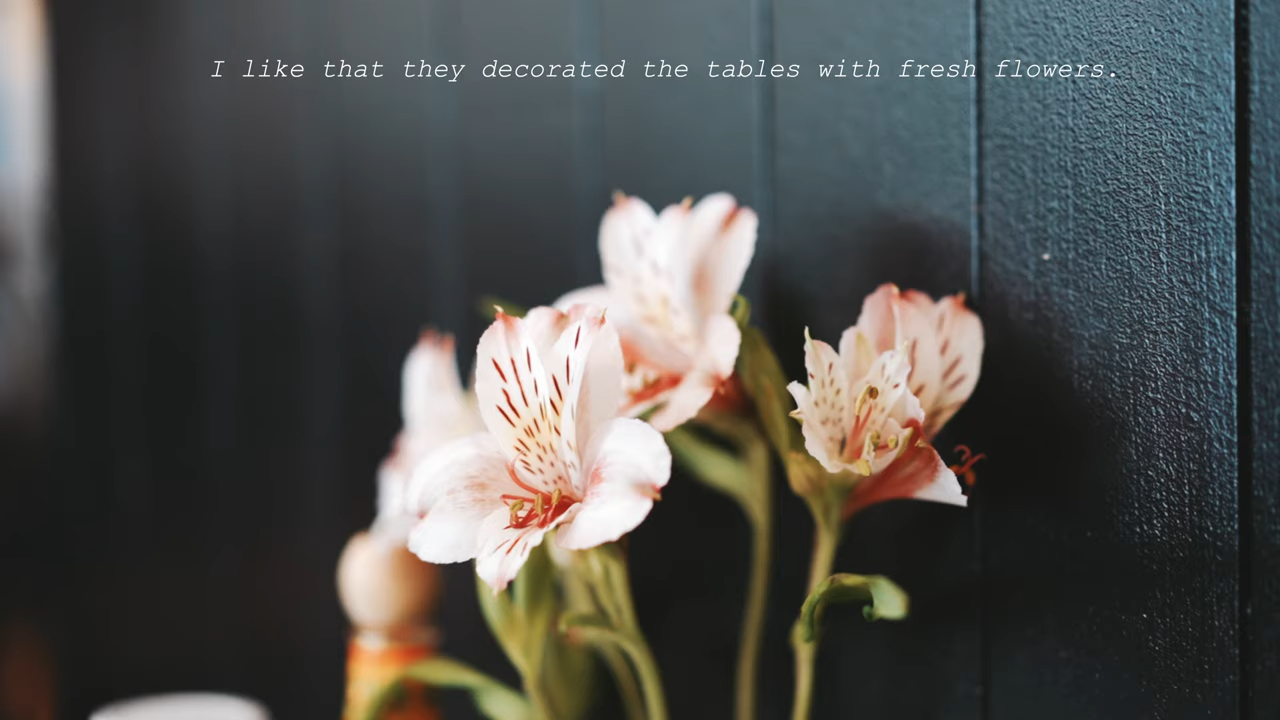 I like that they decorated the tables with fresh flowers.